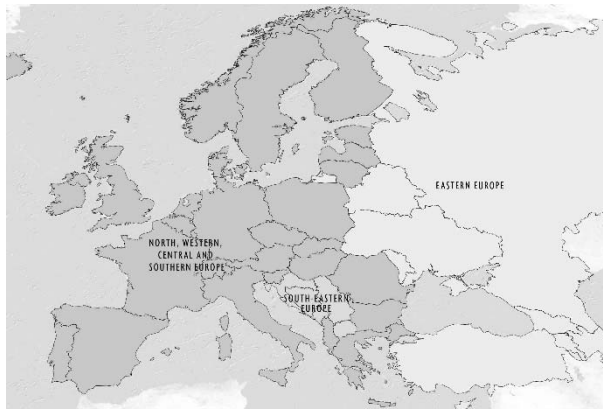 EASTERN EUROPE
NORTH, WESTERN,
CENTRAL AND
SOUTHERN EUROPE
SOUTH-EASTERN
EUROPE